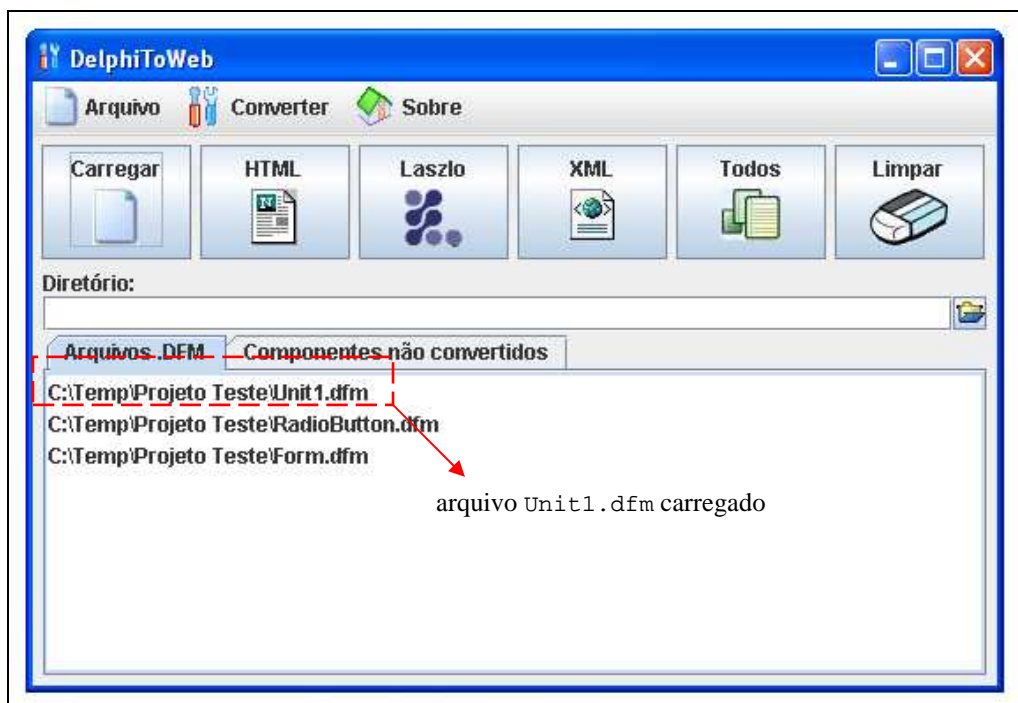 DelphiToWeb
Arquivo Converter Sobre
Carregar HTML Laszlo XML Todos Limpar
N
Diretório:
Arquivos .DFM Componentes não convertidos
C:\Temp\Projeto Teste\Unit1.dfm
C:\Temp\Projeto Teste\RadioButton.dfm
C:\Temp\Projeto Teste\Form.dfm
arquivo Unit1.dfm carregado